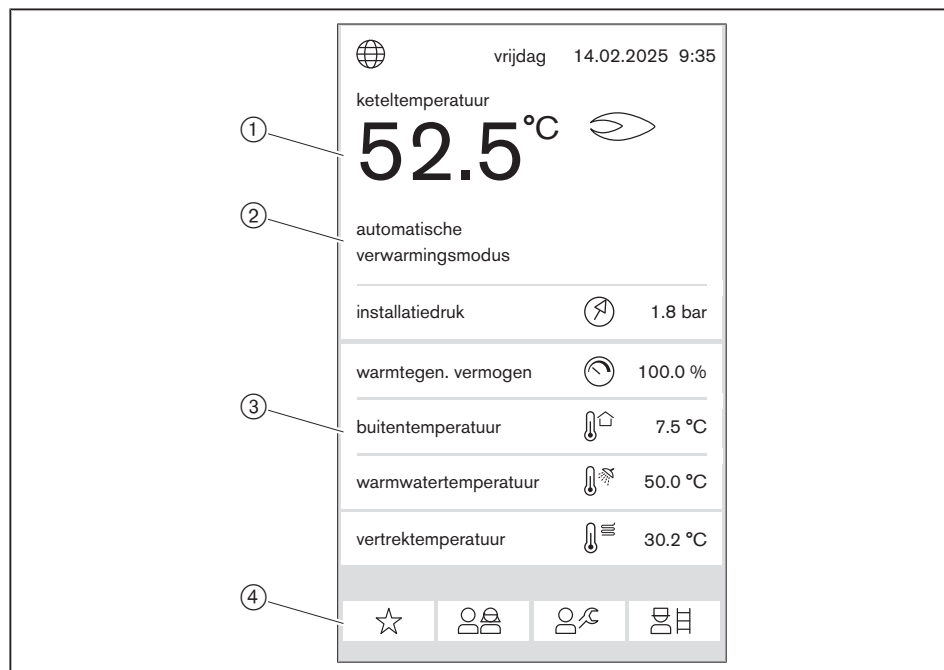 vrijdag 14.02.2025 9:35
keteltemperatuur
① 52.5 °C
② automatische
verwarmingsmodus
installatiedruk 1.8 bar
warmtegen. vermogen 100.0 %
③ buitentemperatuur 7.5 °C
warmwatertemperatuur 50.0 °C
vertrektemperatuur 30.2 °C
④